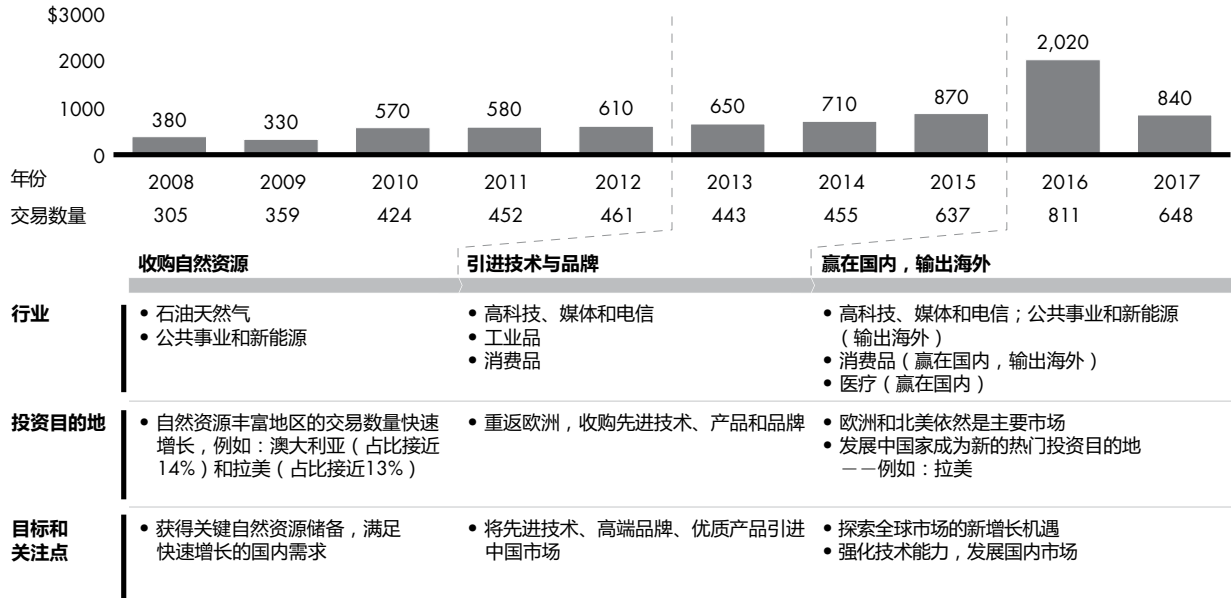 $3000
2000
1000
0
380 330 570 580 610 650 710 870 2,020 840
年份 2008 2009 2010 2011 2012 2013 2014 2015 2016 2017
交易数量 305 359 424 452 461 443 455 637 811 648
收购自然资源 引进技术与品牌 赢在国内，输出海外
行业
• 石油天然气
• 公共事业和新能源
• 高科技、媒体和电信
• 工业品
• 消费品
• 高科技、媒体和电信；公共事业和新能源
（输出海外）
• 消费品（赢在国内，输出海外）
• 医疗（赢在国内）
投资目的地
• 自然资源丰富地区的交易数量快速
增长，例如：澳大利亚（占比接近
14%）和拉美（占比接近13%）
• 重返欧洲，收购先进技术、产品和品牌
• 欧洲和北美依然是主要市场
• 发展中国家成为新的热门投资目的地
——例如：拉美
目标和
关注点
• 获得关键自然资源储备，满足
快速增长的国内需求
• 将先进技术、高端品牌、优质产品引进
中国市场
• 探索全球市场的新增长机遇
• 强化技术能力，发展国内市场